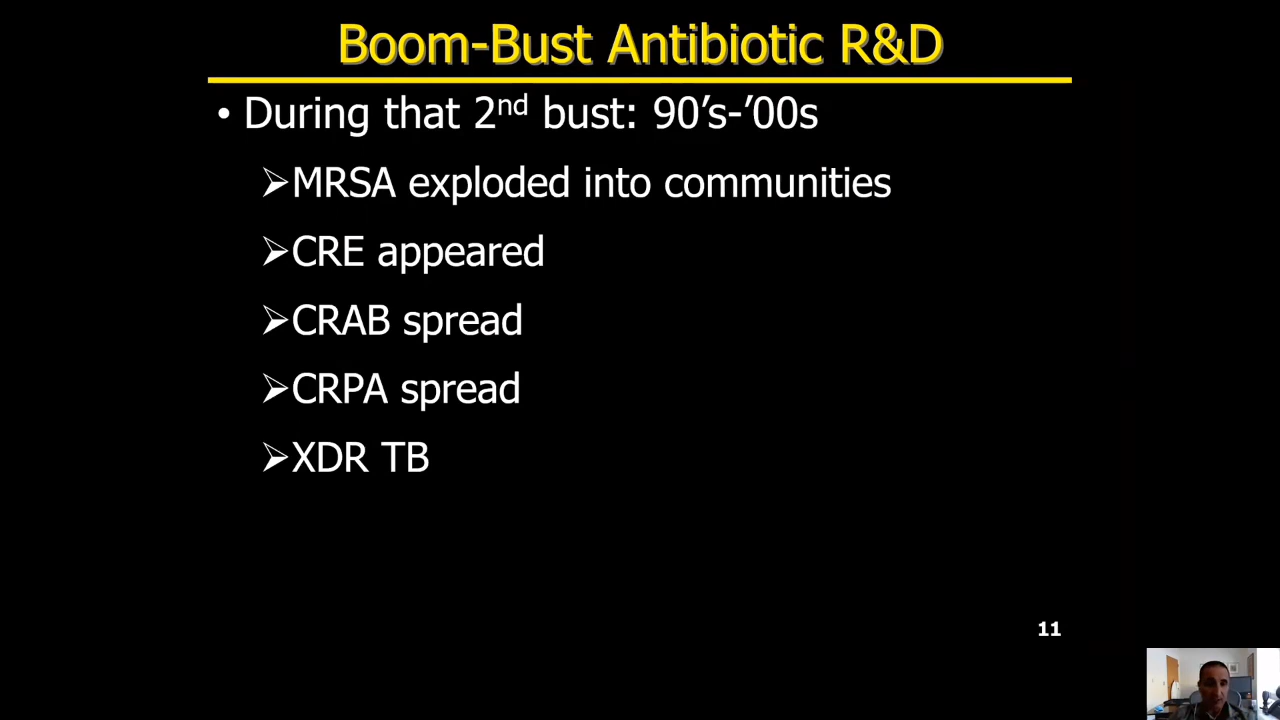 Boom-Bust Antibiotic R&D
• During that 2nd bust: 90’s-’00s
➢MRSA exploded into communities
➢CRE appeared
➢CRAB spread
➢CRPA spread
➢XDR TB
11